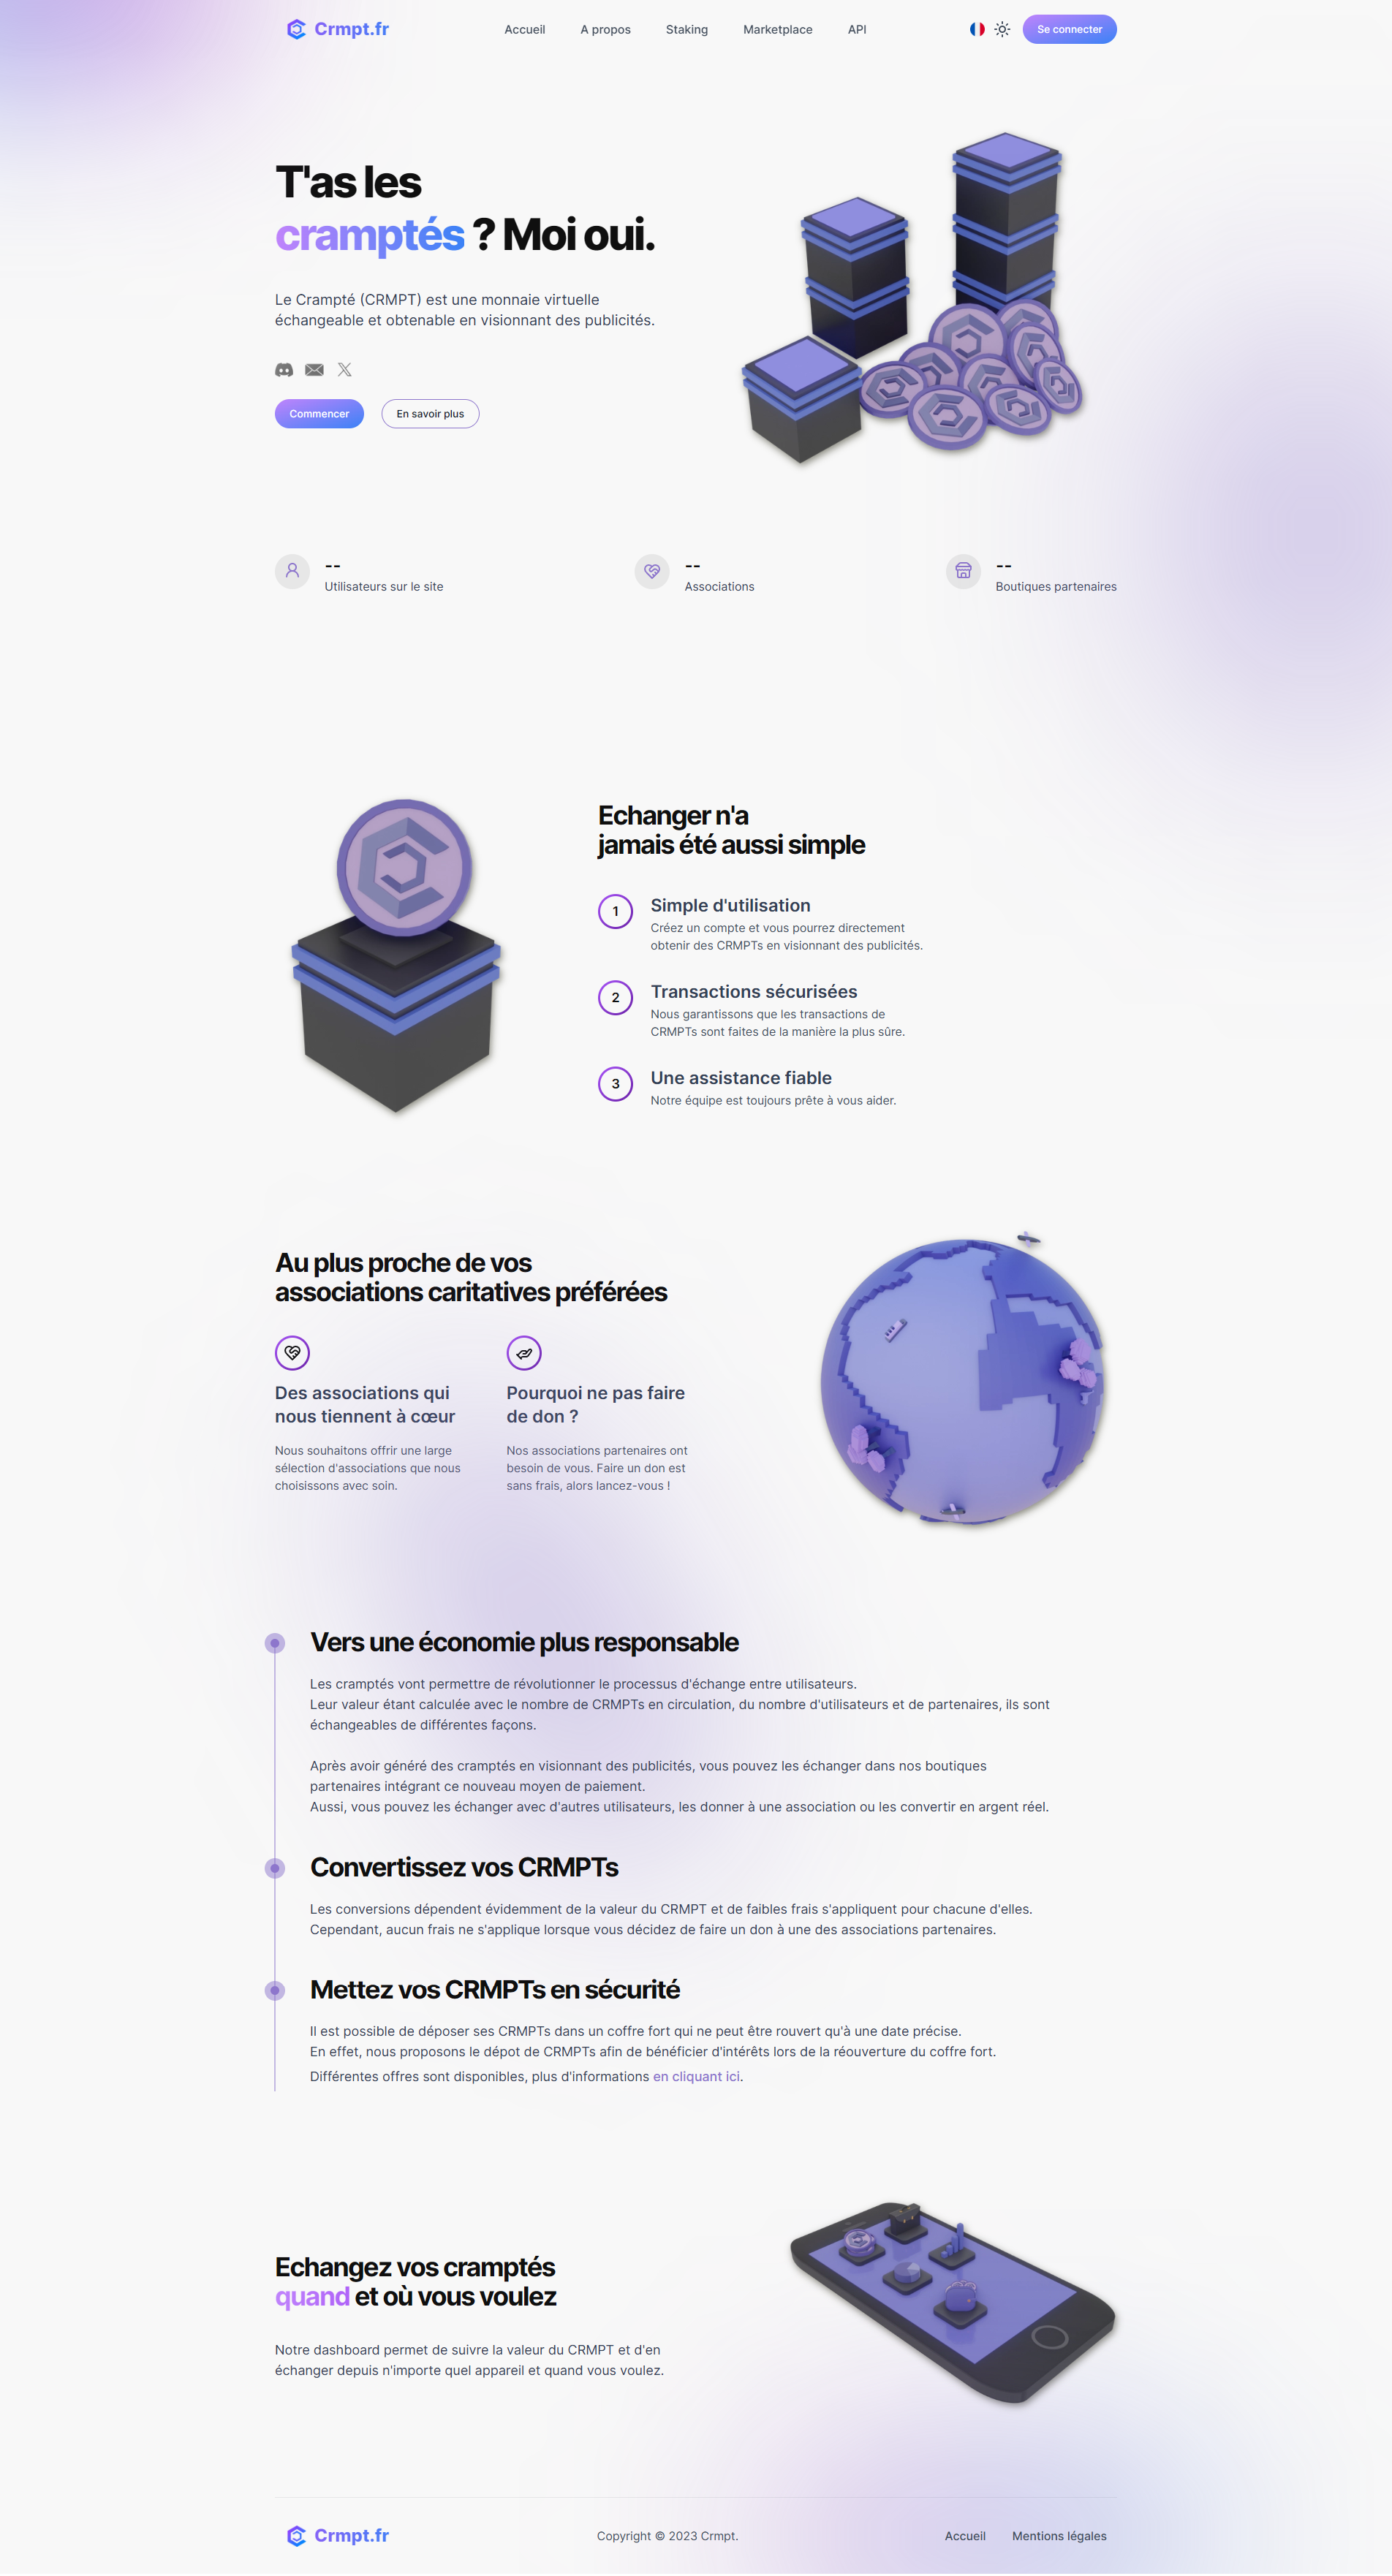 Crmpt.fr
Accueil
A propos
Staking
Marketplace
API
Se connecter
T'as les
cramptés ? Moi oui.
Le Crampté (CRMPT) est une monnaie virtuelle
échangeable et obtenable en visionnant des publicités.
Commencer
En savoir plus
--
Utilisateurs sur le site
--
Associations
--
Boutiques partenaires
Echanger n'a
jamais été aussi simple
1
Simple d'utilisation
Créez un compte et vous pourrez directement
obtenir des CRMPTs en visionnant des publicités.
2
Transactions sécurisées
Nous garantissons que les transactions de
CRMPTs sont faites de la manière la plus sûre.
3
Une assistance fiable
Notre équipe est toujours prête à vous aider.
Au plus proche de vos
associations caritatives préférées
Des associations qui
nous tiennent à cœur
Nous souhaitons offrir une large
sélection d'associations que nous
choisissons avec soin.
Pourquoi ne pas faire
de don ?
Nos associations partenaires ont
besoin de vous. Faire un don est
sans frais, alors lancez-vous !
Vers une économie plus responsable
Les cramptés vont permettre de révolutionner le processus d'échange entre utilisateurs.
Leur valeur étant calculée avec le nombre de CRMPTs en circulation, du nombre d'utilisateurs et de partenaires, ils sont
échangeables de différentes façons.
Après avoir généré des cramptés en visionnant des publicités, vous pouvez les échanger dans nos boutiques
partenaires intégrant ce nouveau moyen de paiement.
Aussi, vous pouvez les échanger avec d'autres utilisateurs, les donner à une association ou les convertir en argent réel.
Convertissez vos CRMPTs
Les conversions dépendent évidemment de la valeur du CRMPT et de faibles frais s'appliquent pour chacune d'elles.
Cependant, aucun frais ne s'applique lorsque vous décidez de faire un don à une des associations partenaires.
Mettez vos CRMPTs en sécurité
Il est possible de déposer ses CRMPTs dans un coffre fort qui ne peut être rouvert qu'à une date précise.
En effet, nous proposons le dépot de CRMPTs afin de bénéficier d'intérêts lors de la réouverture du coffre fort.
Différentes offres sont disponibles, plus d'informations en cliquant ici.
Echangez vos cramptés
quand et où vous voulez
Notre dashboard permet de suivre la valeur du CRMPT et d'en
échanger depuis n'importe quel appareil et quand vous voulez.
Crmpt.fr
Copyright © 2023 Crmpt.
Accueil
Mentions légales